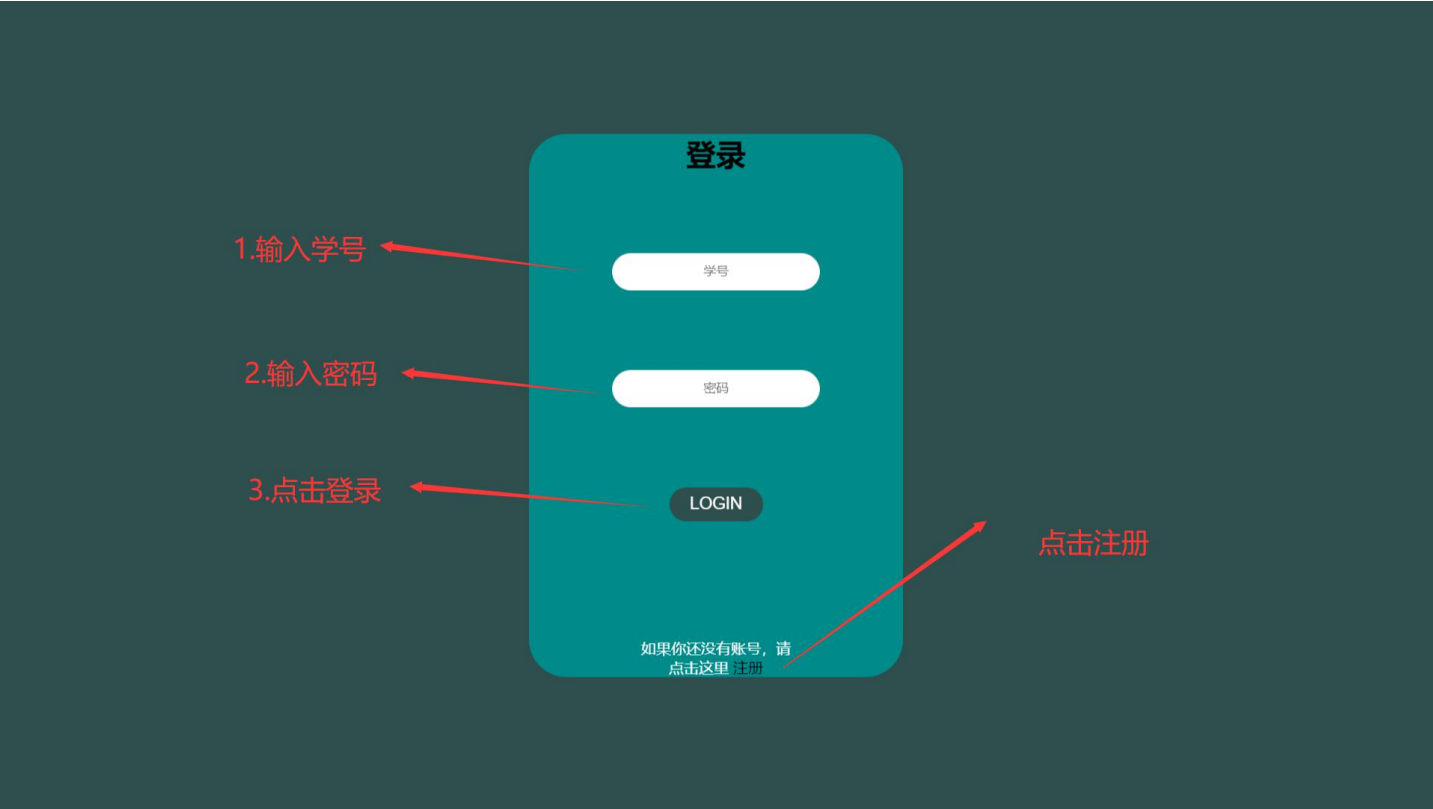 登录
1.输入学号
学号
2.输入密码
密码
3.点击登录
LOGIN
点击注册
如果你还没有账号，请
点击这里 注册